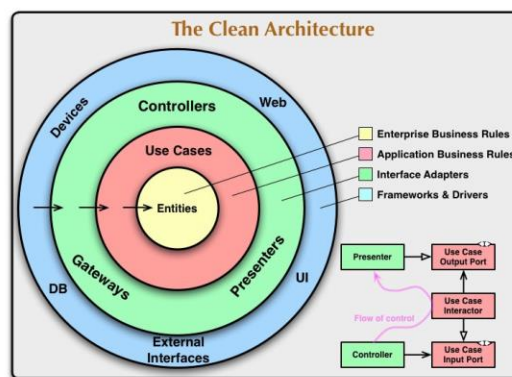 The Clean Architecture
Devices
Web
Controllers
Use Cases
Entities
Gateways
Presenters
DB
UI
External
Interfaces
Enterprise Business Rules
Application Business Rules
Interface Adapters
Frameworks & Drivers
Presenter
Use Case
Output Port
Flow of control
Use Case
Interactor
Controller
Use Case
Input Port